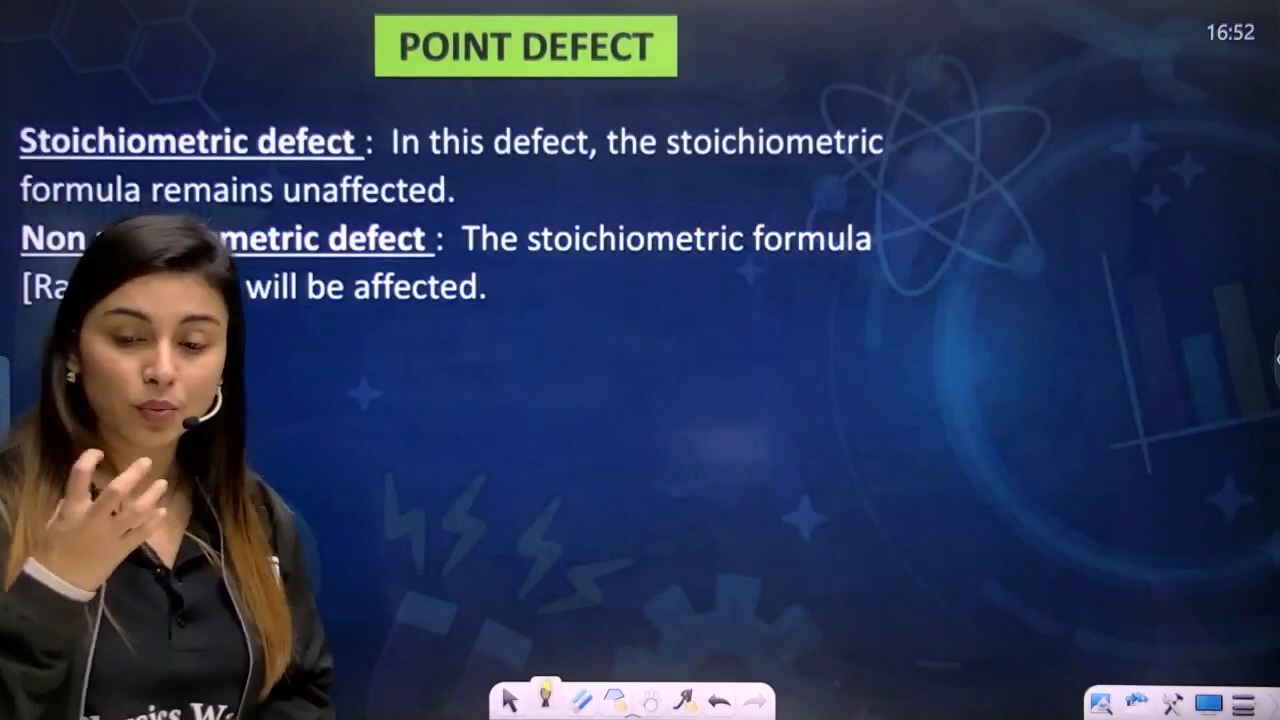 16:52
POINT DEFECT
Stoichiometric defect : In this defect, the stoichiometric
formula remains unaffected.
Non metric defect : The stoichiometric formula
[Ra will be affected.